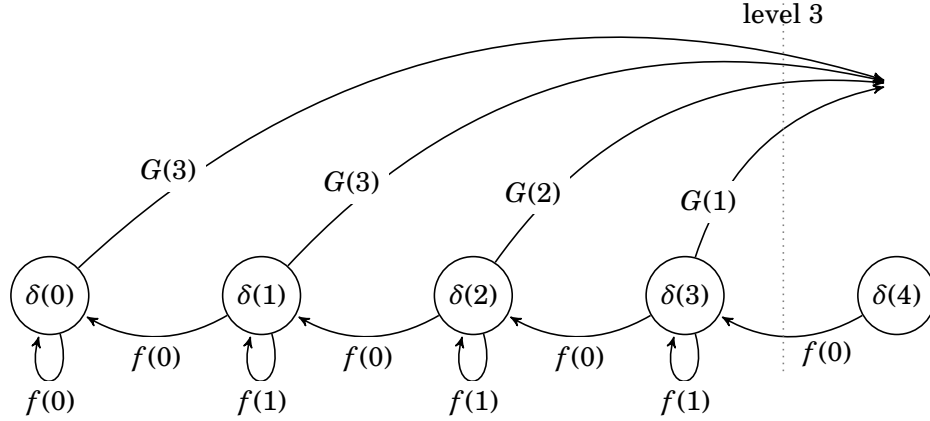 level 3
G(3)
G(3)
G(2)
G(1)
δ(0)
δ(1)
δ(2)
δ(3)
δ(4)
f(0)
f(0)
f(0)
f(0)
f(0)
f(1)
f(1)
f(1)